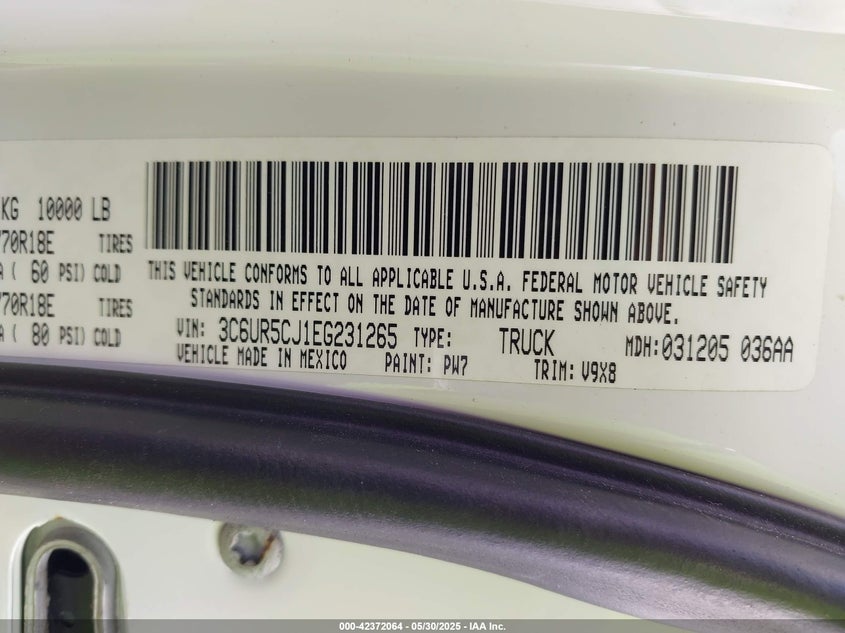 KG 10000 LB
70R18E TIRES
A ( 60 PSI) COLD
70R18E TIRES
A ( 80 PSI) COLD
THIS VEHICLE CONFORMS TO ALL APPLICABLE U.S.A. FEDERAL MOTOR VEHICLE SAFETY
STANDARDS IN EFFECT ON THE DATE OF MANUFACTURE SHOWN ABOVE.
VIN: 3C6UR5CJ1EG231265 TYPE: TRUCK MDH: 031205 036AA
VEHICLE MADE IN MEXICO PAINT: PW7 TRIM: V9X8
000-42372064 - 05/30/2025 - IAA Inc.